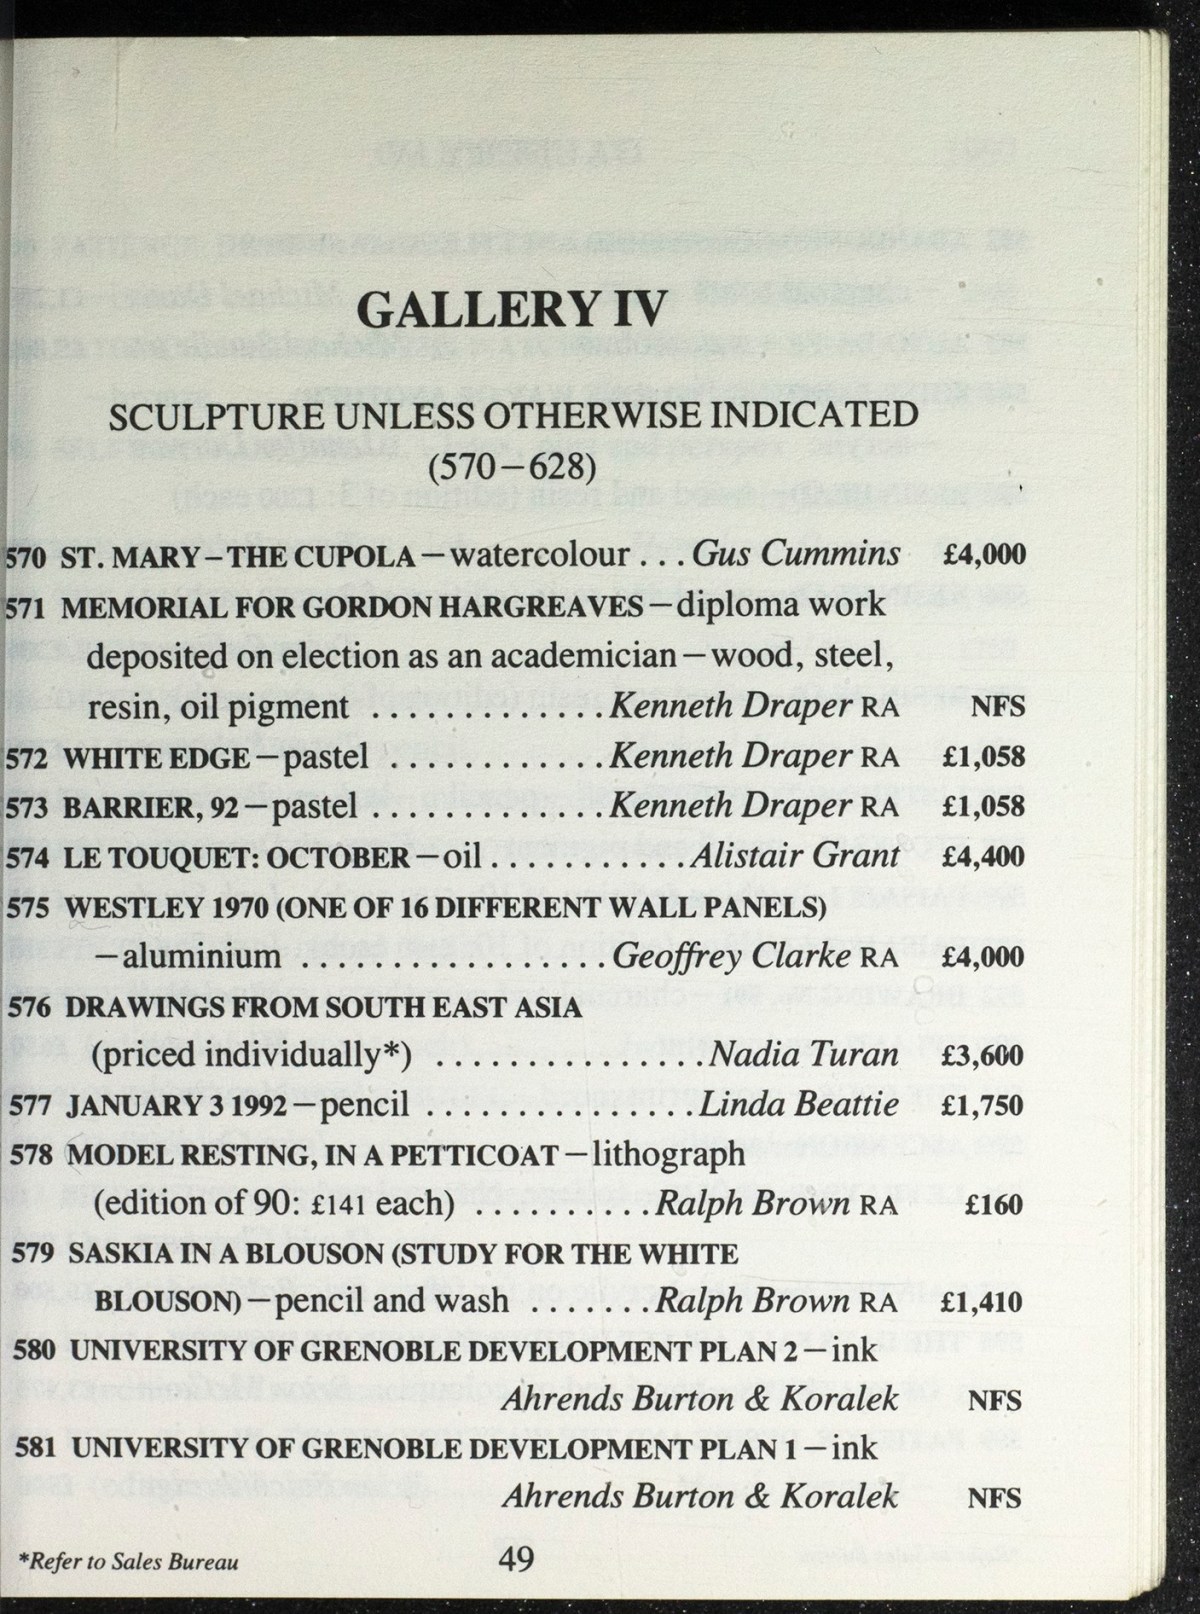 GALLERY IV
SCULPTURE UNLESS OTHERWISE INDICATED
(570–628)
570 ST. MARY–THE CUPOLA–watercolour . . . Gus Cummins £4,000
571 MEMORIAL FOR GORDON HARGREAVES–diploma work
deposited on election as an academician–wood, steel,
resin, oil pigment . . . . . . . . . . . . . Kenneth Draper RA NFS
572 WHITE EDGE–pastel . . . . . . . . . . . . Kenneth Draper RA £1,058
573 BARRIER, 92–pastel . . . . . . . . . . . . . Kenneth Draper RA £1,058
574 LE TOUQUET: OCTOBER–oil . . . . . . . . . . . Alistair Grant £4,400
575 WESTLEY 1970 (ONE OF 16 DIFFERENT WALL PANELS)
–aluminium . . . . . . . . . . . . . . . . . Geoffrey Clarke RA £4,000
576 DRAWINGS FROM SOUTH EAST ASIA
(priced individually*) . . . . . . . . . . . . . . . Nadia Turan £3,600
577 JANUARY 3 1992–pencil . . . . . . . . . . . . . . . Linda Beattie £1,750
578 MODEL RESTING, IN A PETTICOAT–lithograph
(edition of 90: £141 each) . . . . . . . . . . Ralph Brown RA £160
579 SASKIA IN A BLOUSON (STUDY FOR THE WHITE
BLOUSON)–pencil and wash . . . . . . . Ralph Brown RA £1,410
580 UNIVERSITY OF GRENOBLE DEVELOPMENT PLAN 2–ink
Ahrends Burton & Koralek NFS
581 UNIVERSITY OF GRENOBLE DEVELOPMENT PLAN 1–ink
Ahrends Burton & Koralek NFS
*Refer to Sales Bureau 49